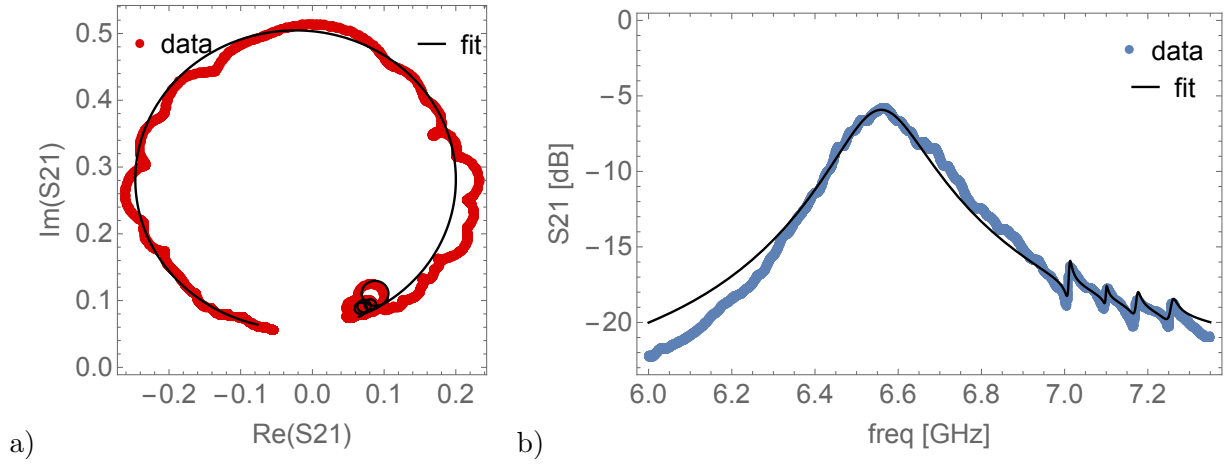 0.5
0.4
0.3
0.2
0.1
0.0
Im(S21)
data
fit
−0.2 −0.1 0.0 0.1 0.2
Re(S21)
a)
0
−5
−10
−15
−20
S21 [dB]
data
fit
6.0 6.2 6.4 6.6 6.8 7.0 7.2
freq [GHz]
b)